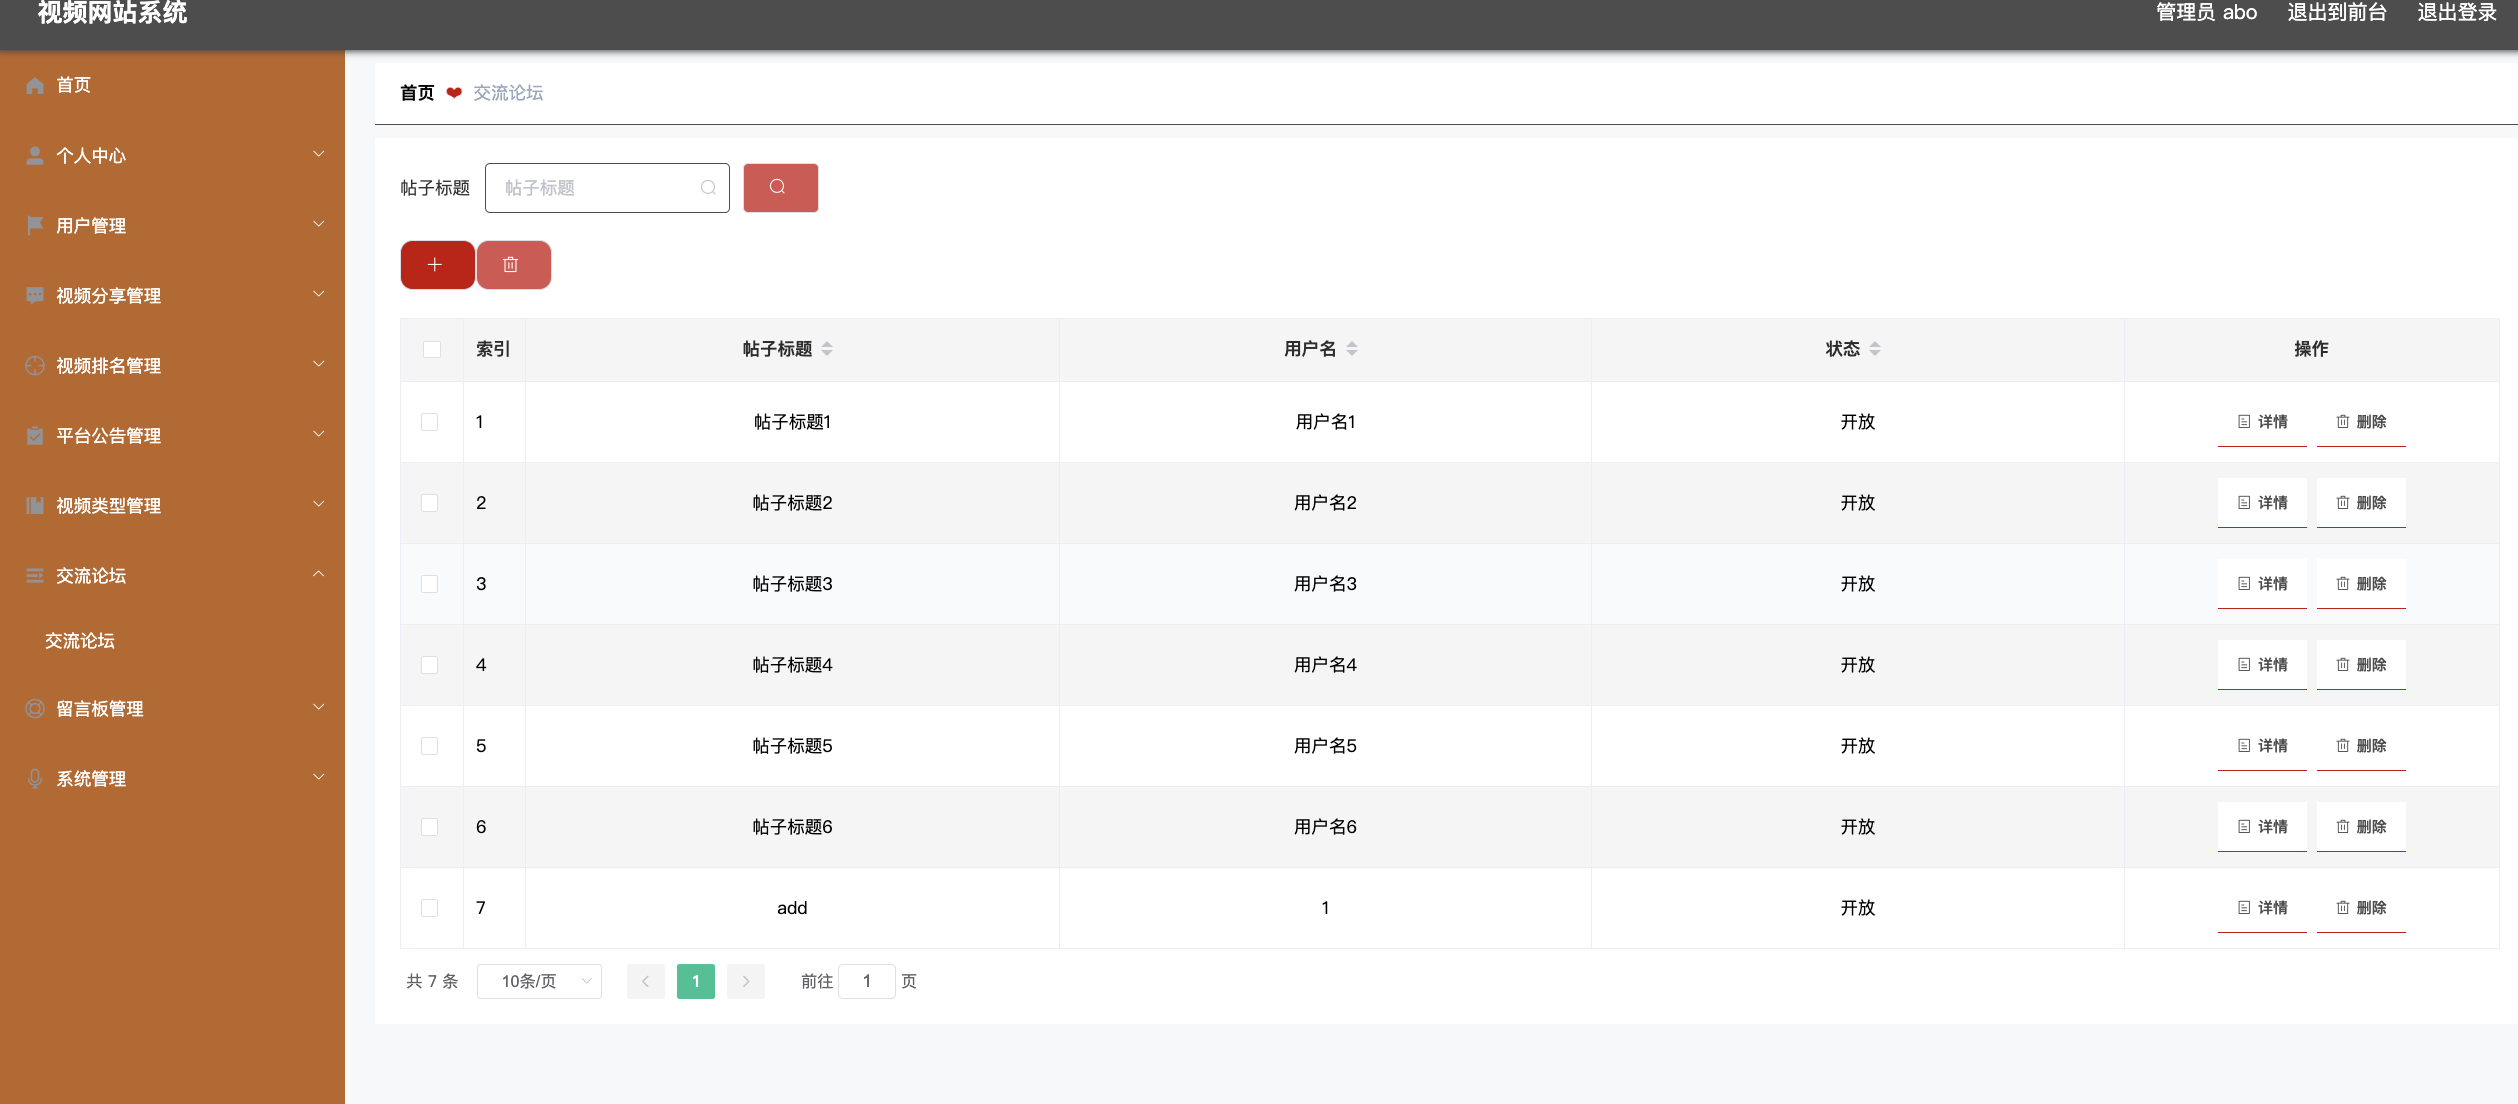 视频网站系统
管理员 abo 退出到前台 退出登录
首页
个人中心
用户管理
视频分享管理
视频排名管理
平台公告管理
视频类型管理
交流论坛
交流论坛
留言板管理
系统管理
首页 交流论坛
帖子标题 帖子标题
索引 帖子标题 用户名 状态 操作
1 帖子标题1 用户名1 开放 详情 删除
2 帖子标题2 用户名2 开放 详情 删除
3 帖子标题3 用户名3 开放 详情 删除
4 帖子标题4 用户名4 开放 详情 删除
5 帖子标题5 用户名5 开放 详情 删除
6 帖子标题6 用户名6 开放 详情 删除
7 add 1 开放 详情 删除
共 7 条 10条/页 1 前往 1 页